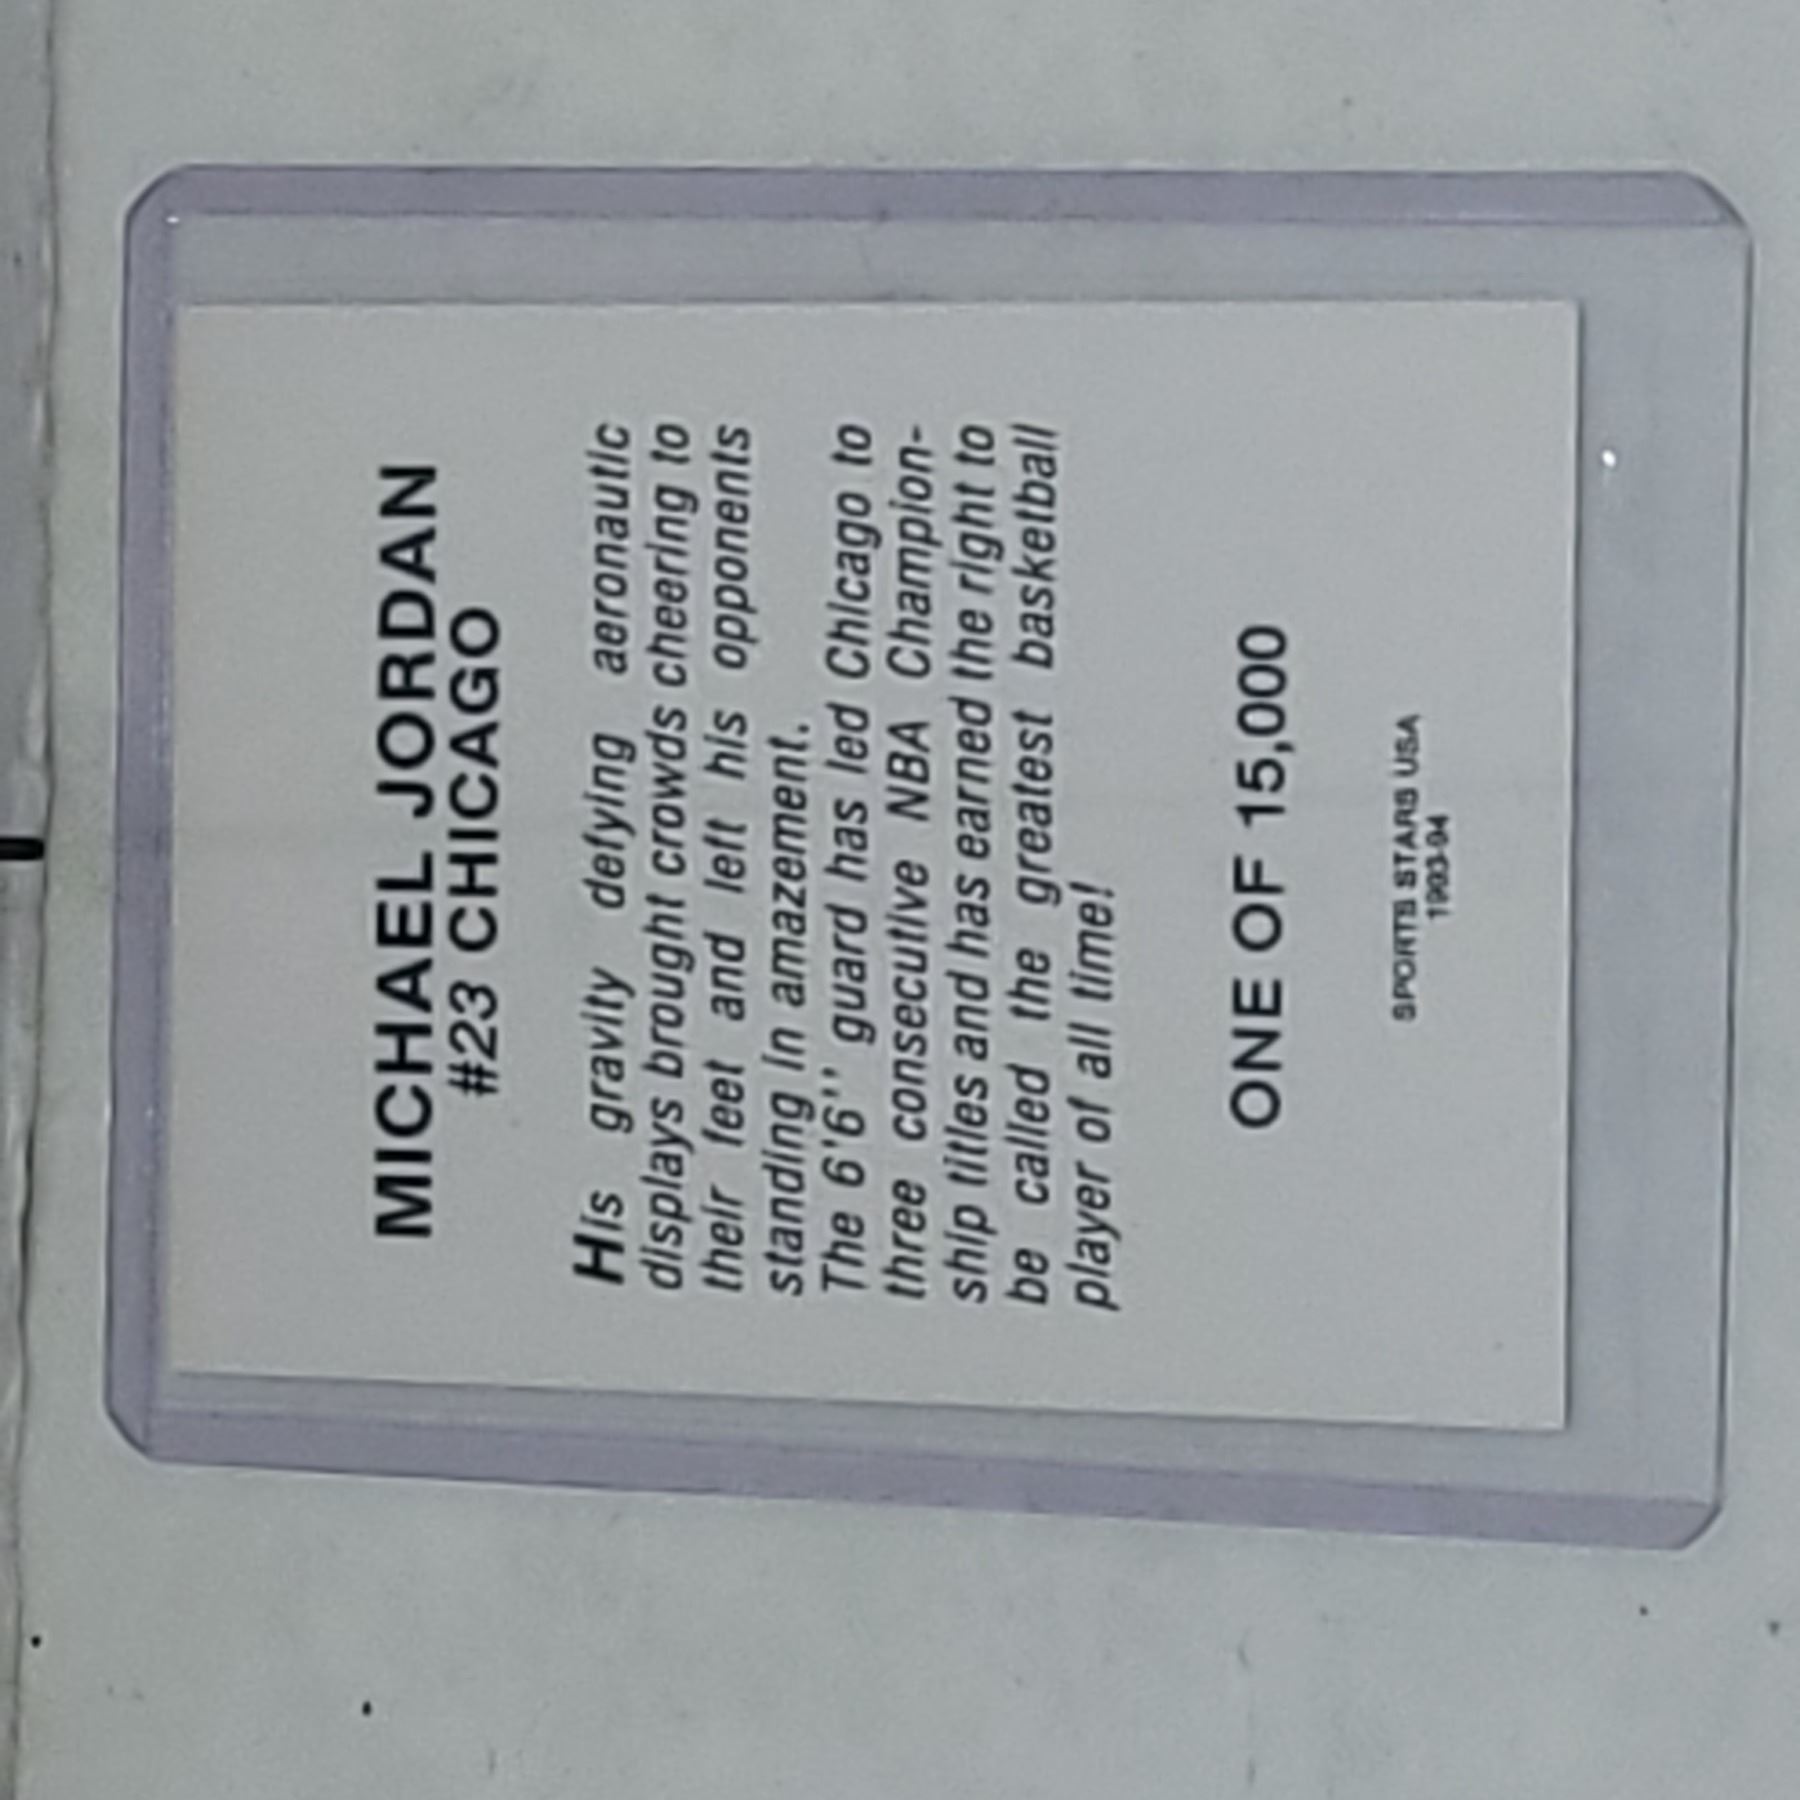 MICHAEL JORDAN
#23 CHICAGO
His gravity defying aeronautic
displays brought crowds cheering to
their feet and left his opponents
standing in amazement.
The 6'6'' guard has led Chicago to
three consecutive NBA Champion-
ship titles and has earned the right to
be called the greatest basketball
player of all time!
ONE OF 15,000
SPORTS STARS USA
1993-94